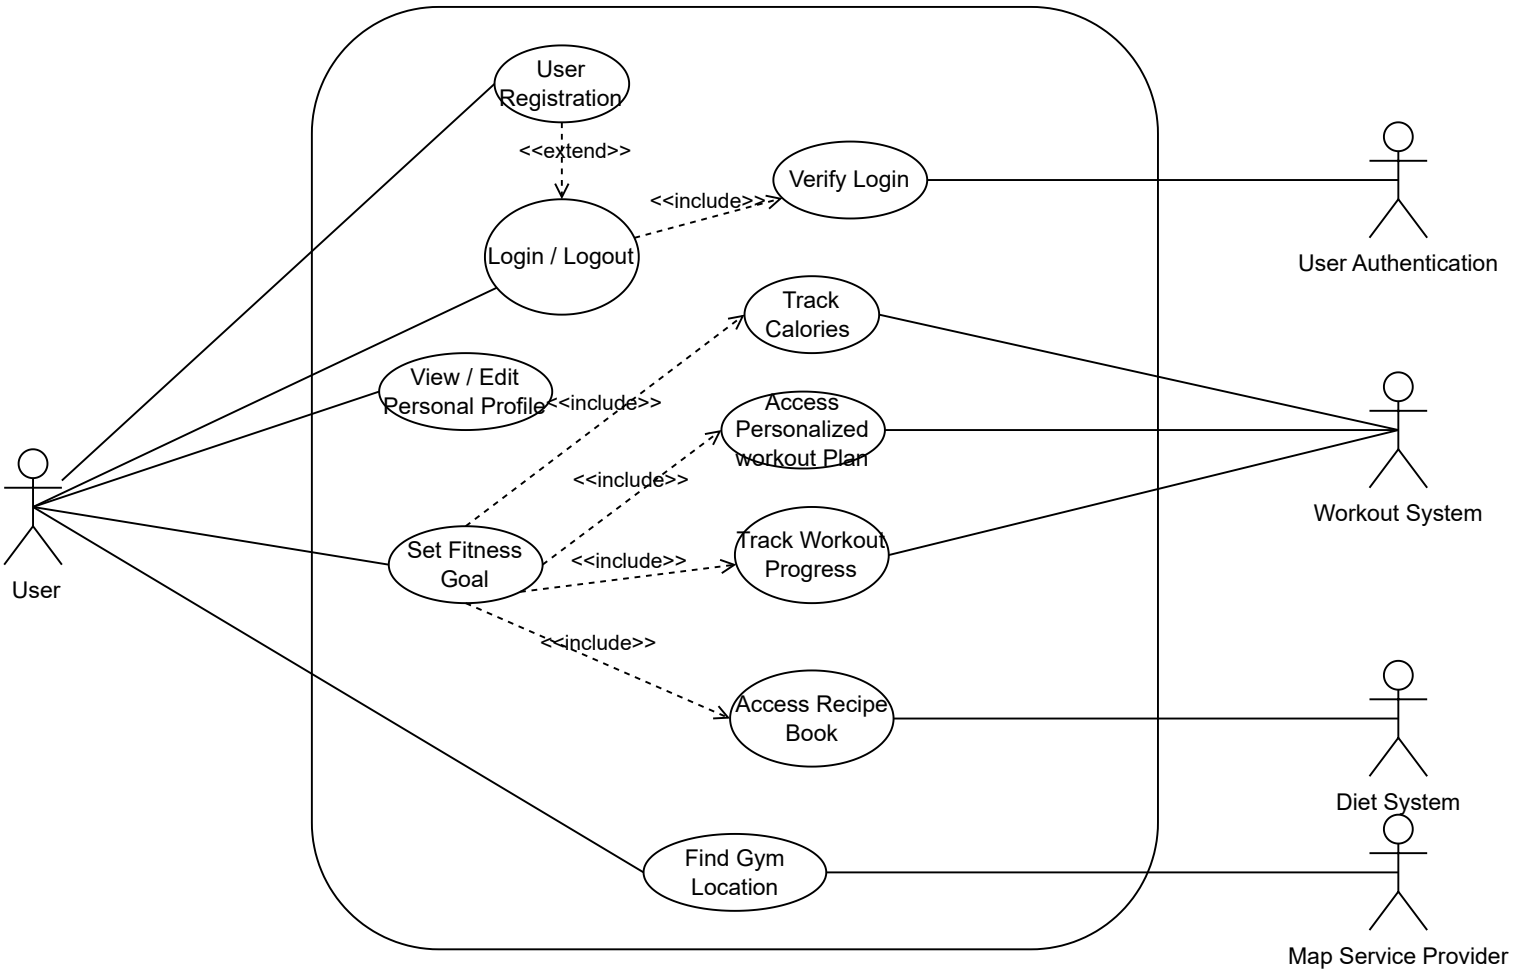 User
Registration
<<extend>>
Verify Login
<<include>>
Login / Logout
User Authentication
Track
Calories
View / Edit
Personal Profile
<<include>>
Access
Personalized
workout Plan
<<include>>
Workout System
Set Fitness
Goal
<<include>>
Track Workout
Progress
User
<<include>>
Access Recipe
Book
Diet System
Find Gym
Location
Map Service Provider